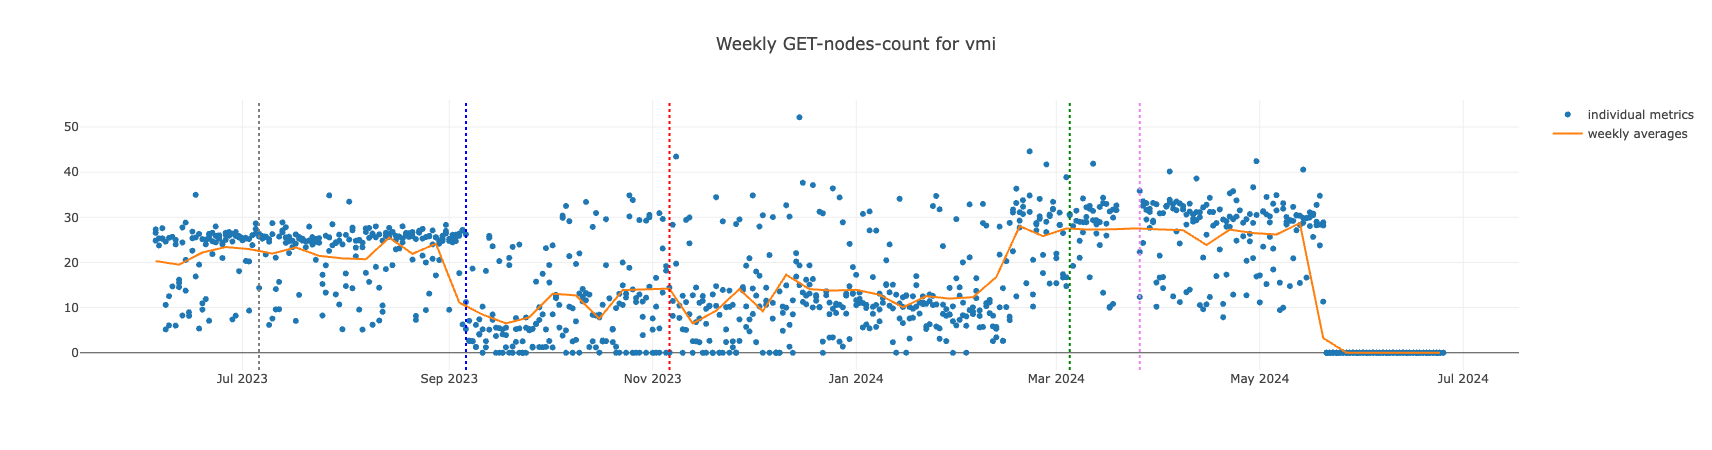 Weekly GET-nodes-count for vmi
individual metrics
weekly averages
50
40
30
20
10
0
Jul 2023
Sep 2023
Nov 2023
Jan 2024
Mar 2024
May 2024
Jul 2024